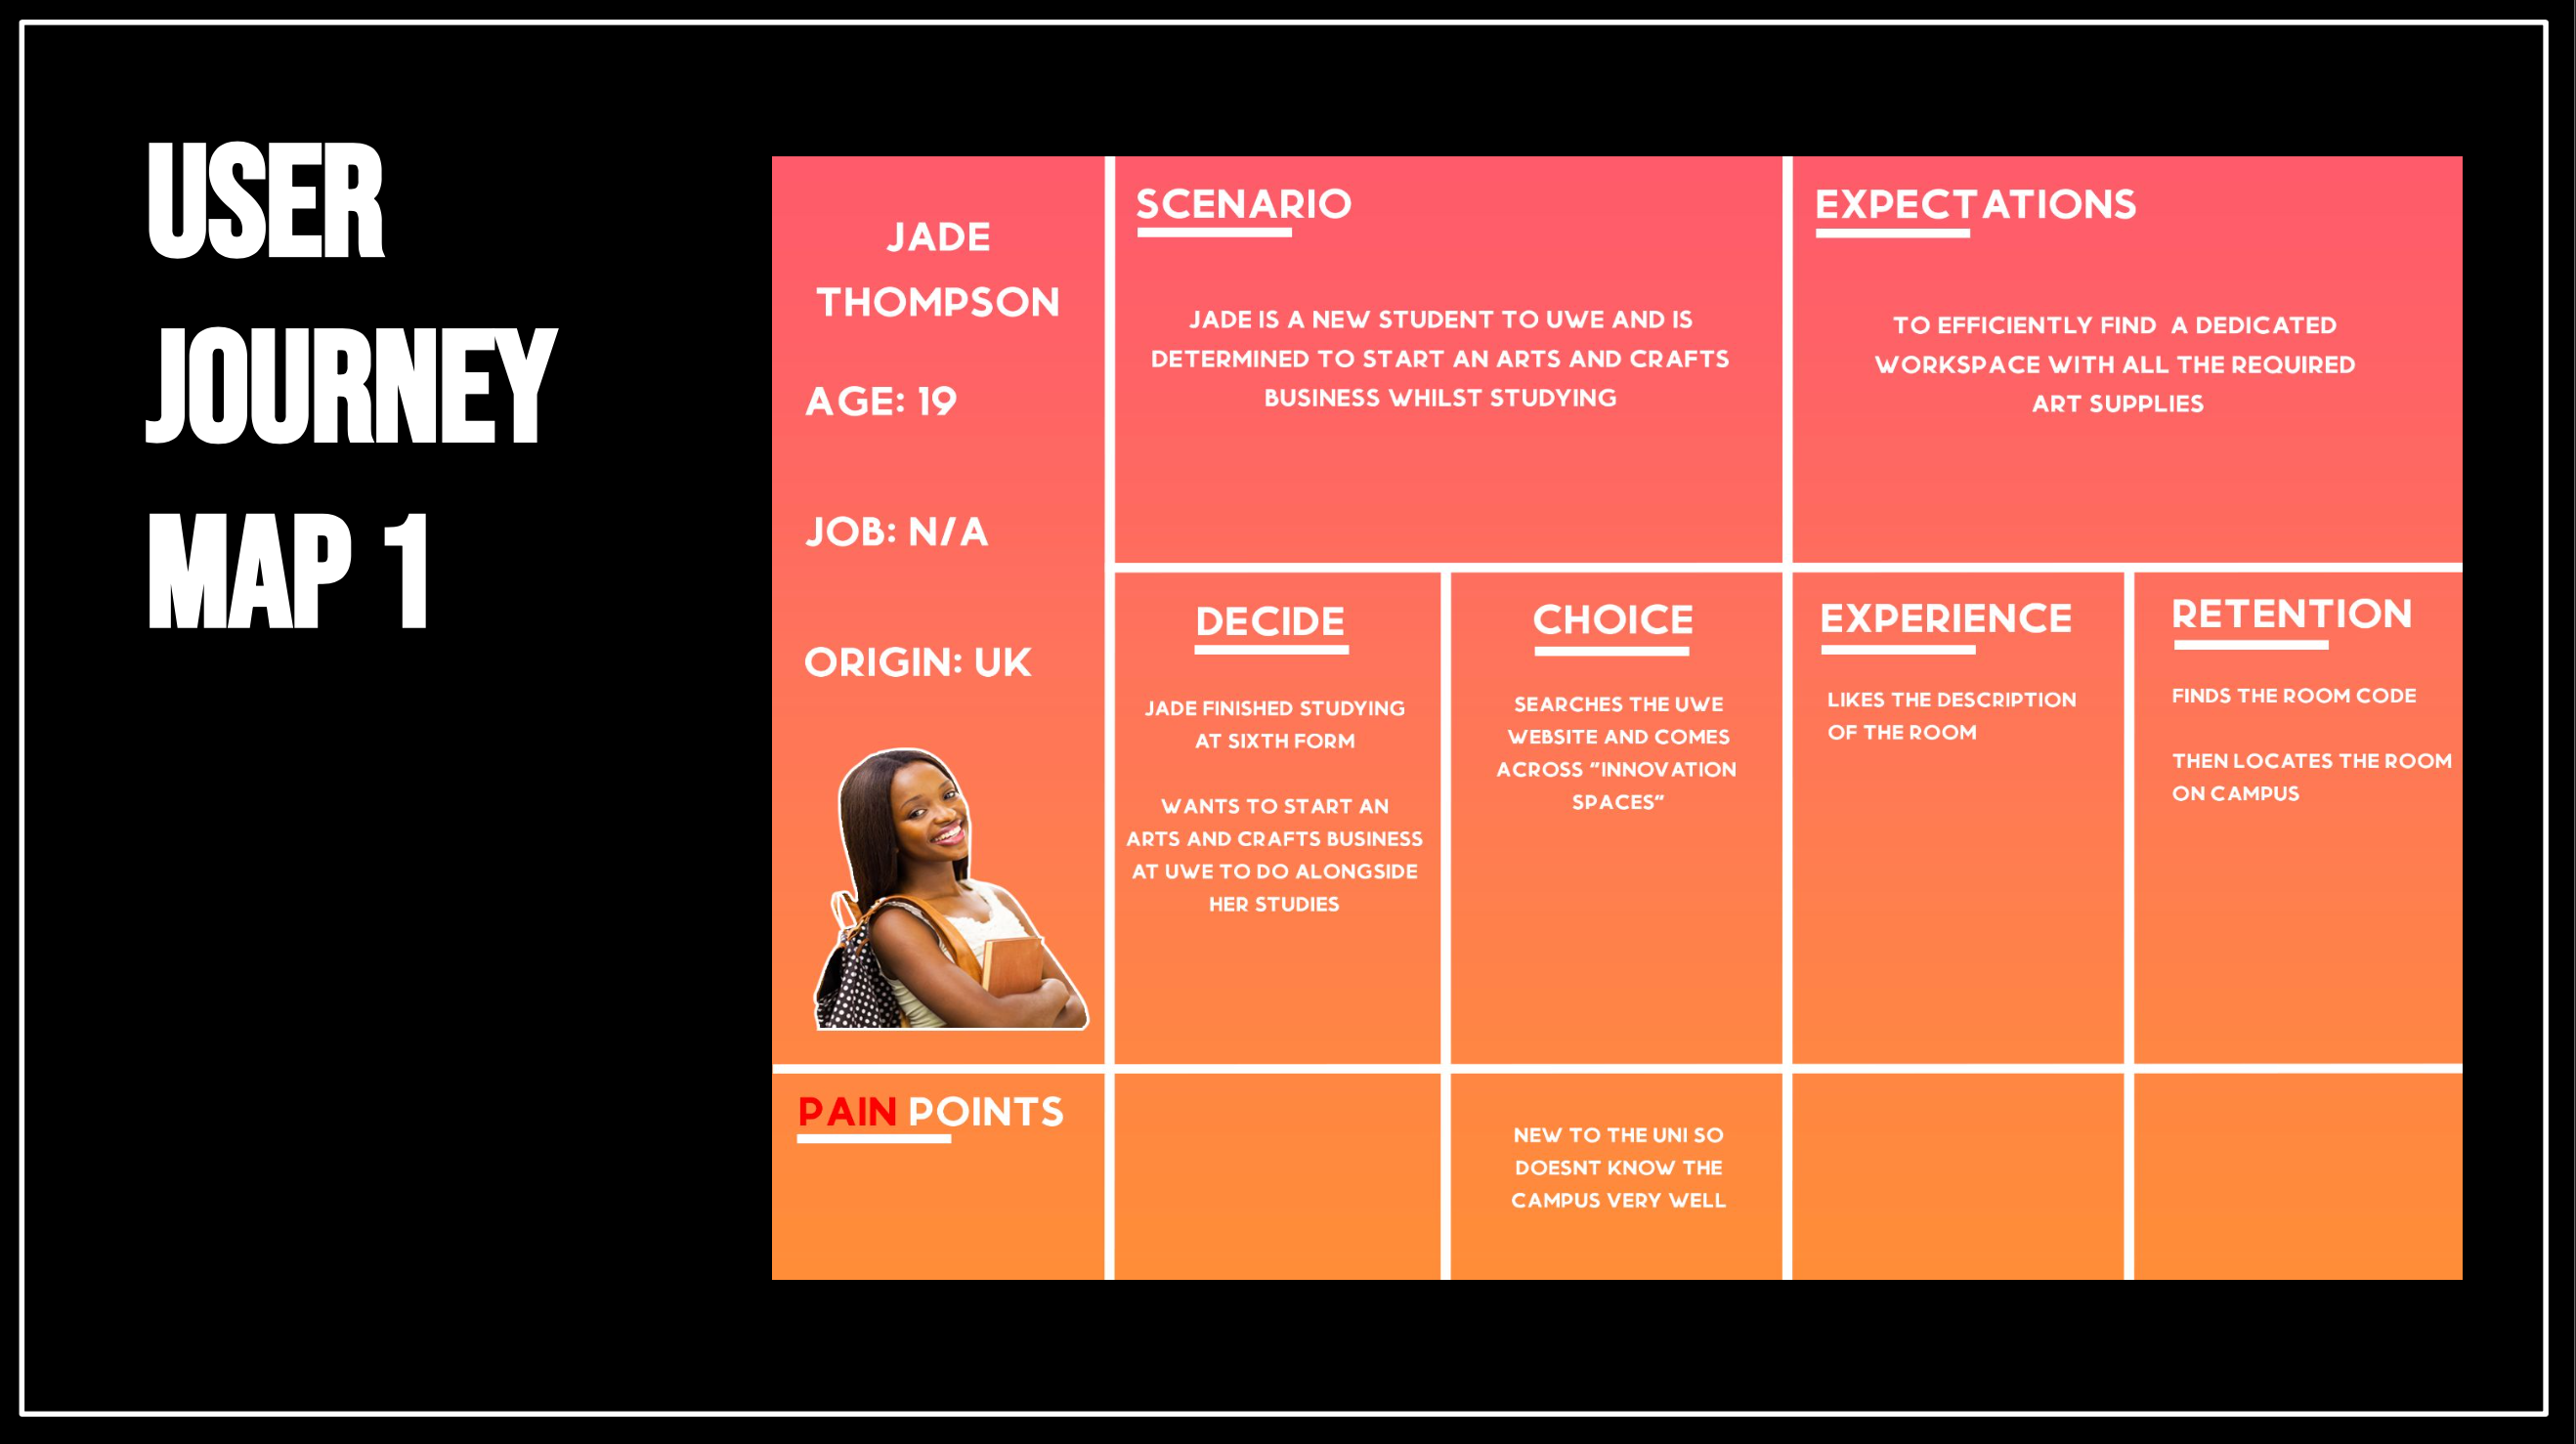 USER
JOURNEY
MAP 1
JADE
THOMPSON
AGE: 19
JOB: N/A
ORIGIN: UK
SCENARIO
JADE IS A NEW STUDENT TO UWE AND IS
DETERMINED TO START AN ARTS AND CRAFTS
BUSINESS WHILST STUDYING
EXPECTATIONS
TO EFFICIENTLY FIND A DEDICATED
WORKSPACE WITH ALL THE REQUIRED
ART SUPPLIES
DECIDE
JADE FINISHED STUDYING
AT SIXTH FORM
WANTS TO START AN
ARTS AND CRAFTS BUSINESS
AT UWE TO DO ALONGSIDE
HER STUDIES
CHOICE
SEARCHES THE UWE
WEBSITE AND COMES
ACROSS "INNOVATION
SPACES"
EXPERIENCE
LIKES THE DESCRIPTION
OF THE ROOM
RETENTION
FINDS THE ROOM CODE
THEN LOCATES THE ROOM
ON CAMPUS
PAIN POINTS
NEW TO THE UNI SO
DOESNT KNOW THE
CAMPUS VERY WELL